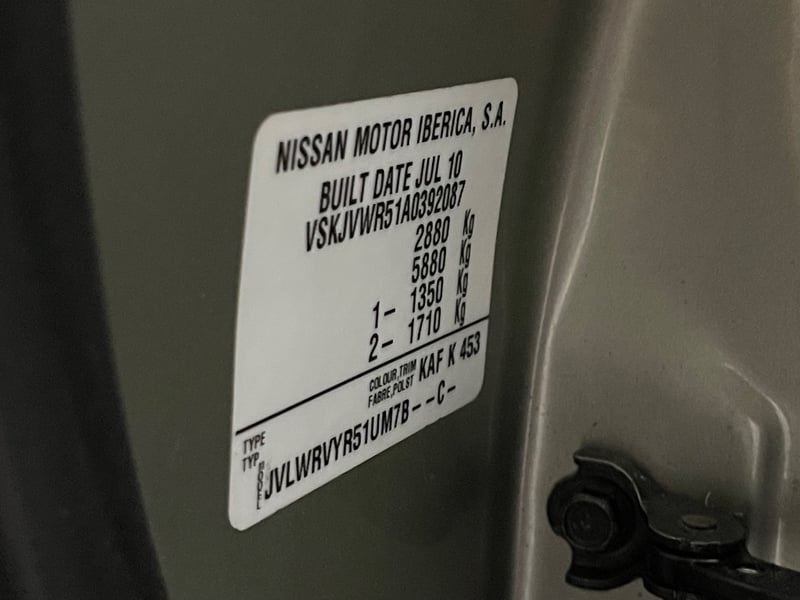 NISSAN MOTOR IBERICA, S.A.
BUILT DATE JUL 10
VSKJVWR51A0392087
2880 Kg
5880 Kg
1- 1350 Kg
2- 1710 Kg
COLOUR,TRIM
FABRE,POLST KAF K 453
TYPE
TYP
MODEL
JVLWRVYR51UM7B--C-